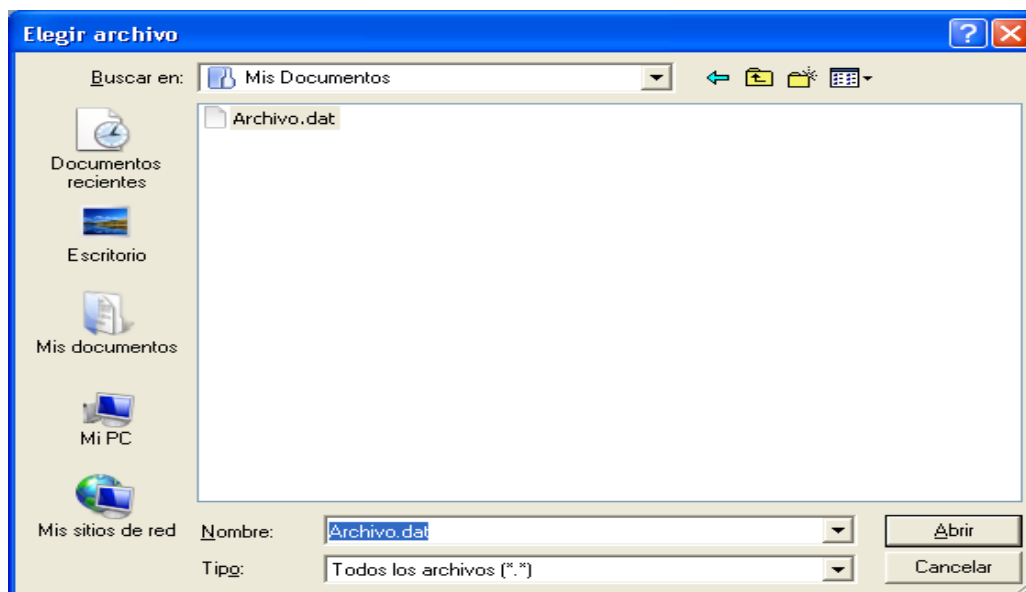 Elegir archivo
Buscar en: Mis Documentos
Archivo.dat
Documentos
recientes
Escritorio
Mis documentos
Mi PC
Mis sitios de red
Nombre: Archivo.dat Abrir
Tipo: Todos los archivos (*.*) Cancelar